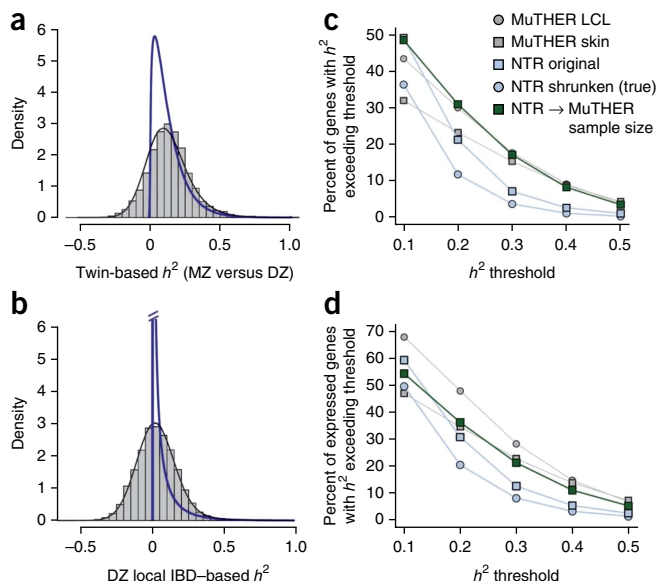 a
6
5
4
3
2
1
0
Density
–0.5 0 0.5 1.0
Twin-based h² (MZ versus DZ)
b
6
5
4
3
2
1
0
Density
–0.5 0 0.5 1.0
DZ local IBD–based h²
c
MuTHER LCL
MuTHER skin
NTR original
NTR shrunken (true)
NTR → MuTHER
sample size
50
40
30
20
10
0
Percent of genes with h²
exceeding threshold
0.1 0.2 0.3 0.4 0.5
h² threshold
d
70
60
50
40
30
20
10
0
Percent of expressed genes
with h² exceeding threshold
0.1 0.2 0.3 0.4 0.5
h² threshold